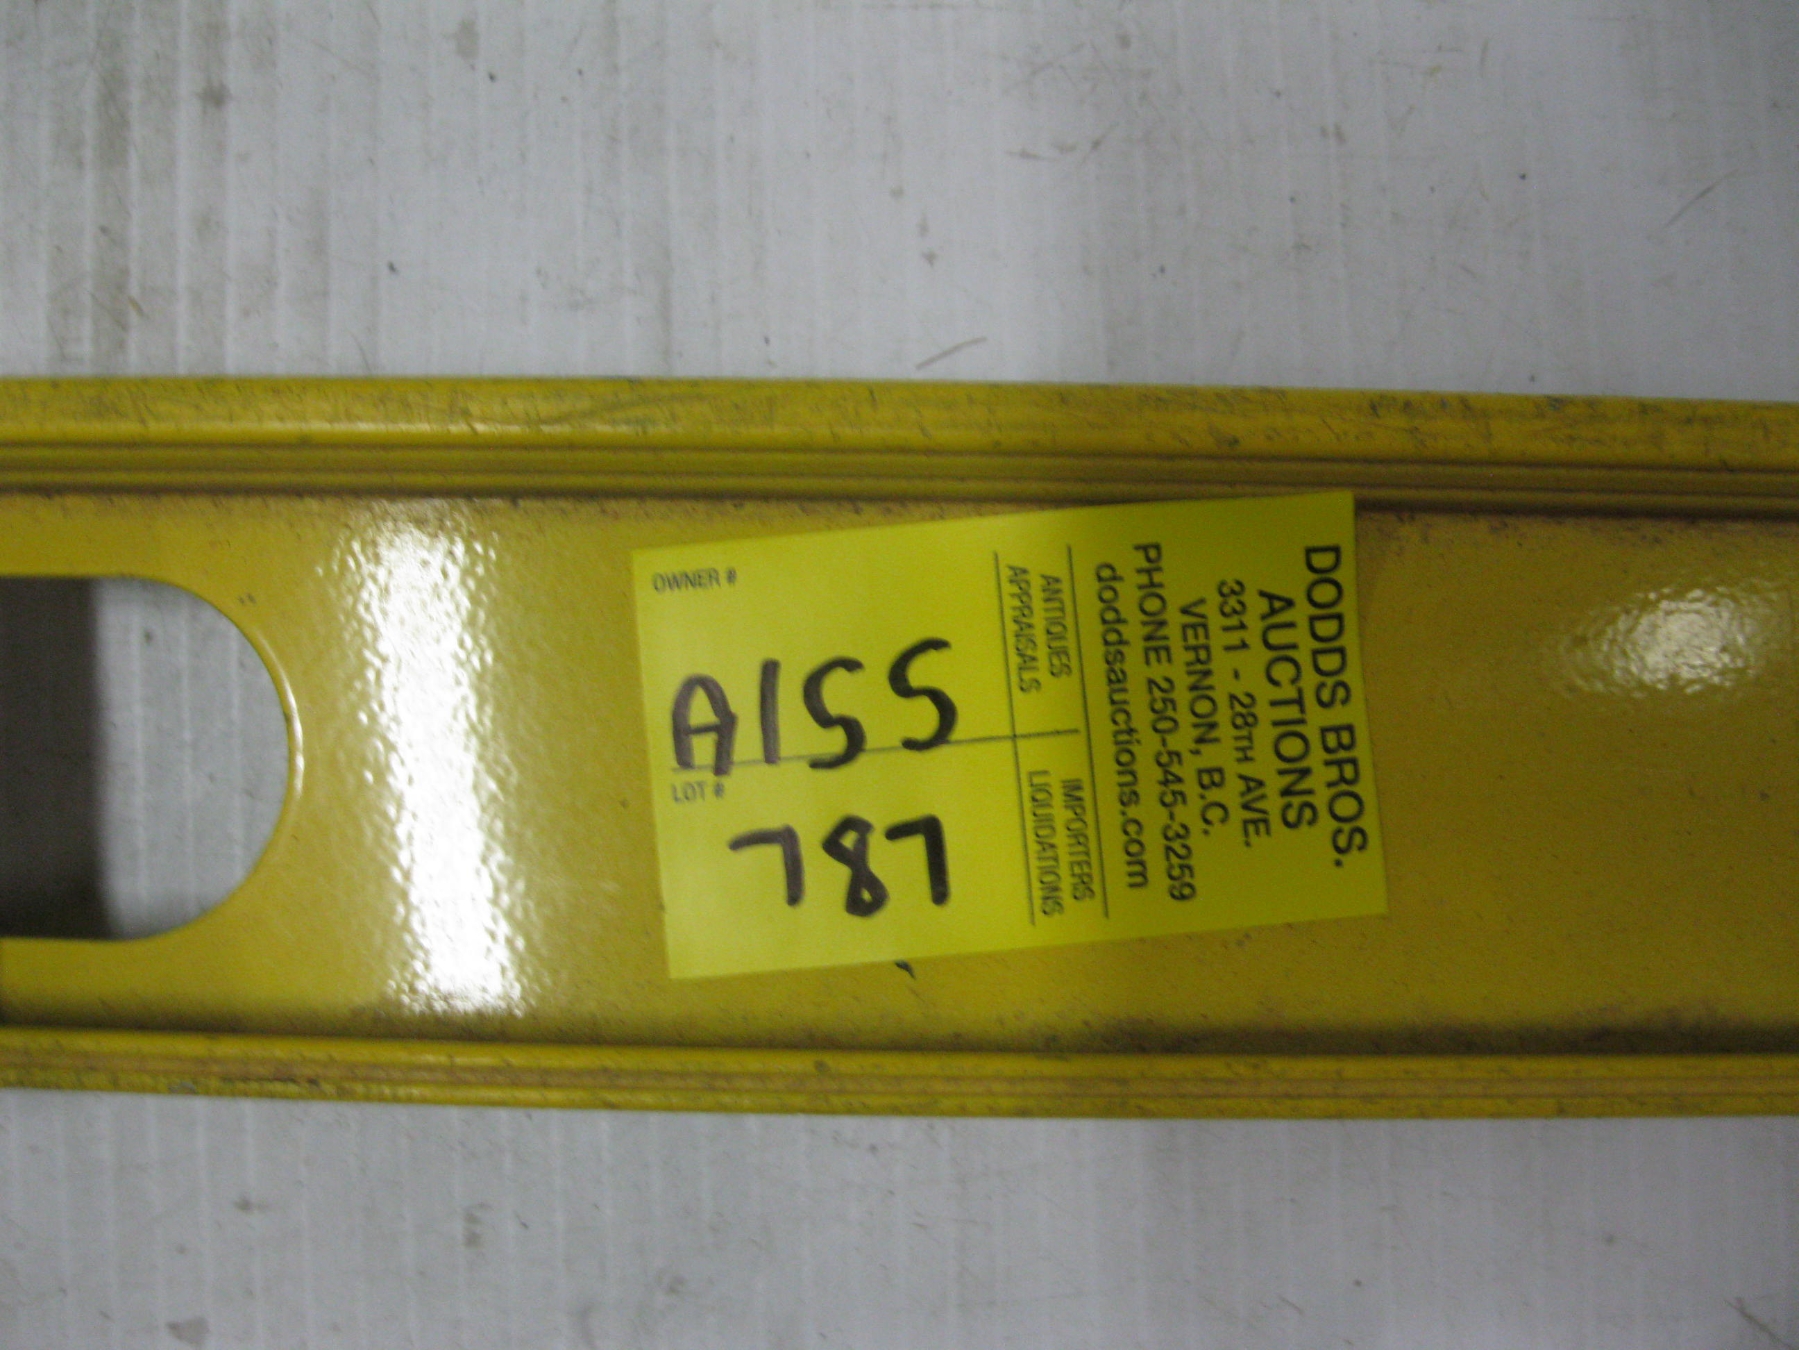 DODDS BROS.
AUCTIONS
3311 - 28TH AVE.
VERNON, B.C.
PHONE 250-545-3259
doddsauctions.com
ANTIQUES IMPORTERS
APPRAISALS LIQUIDATIONS
OWNER #
A155
LOT #
787